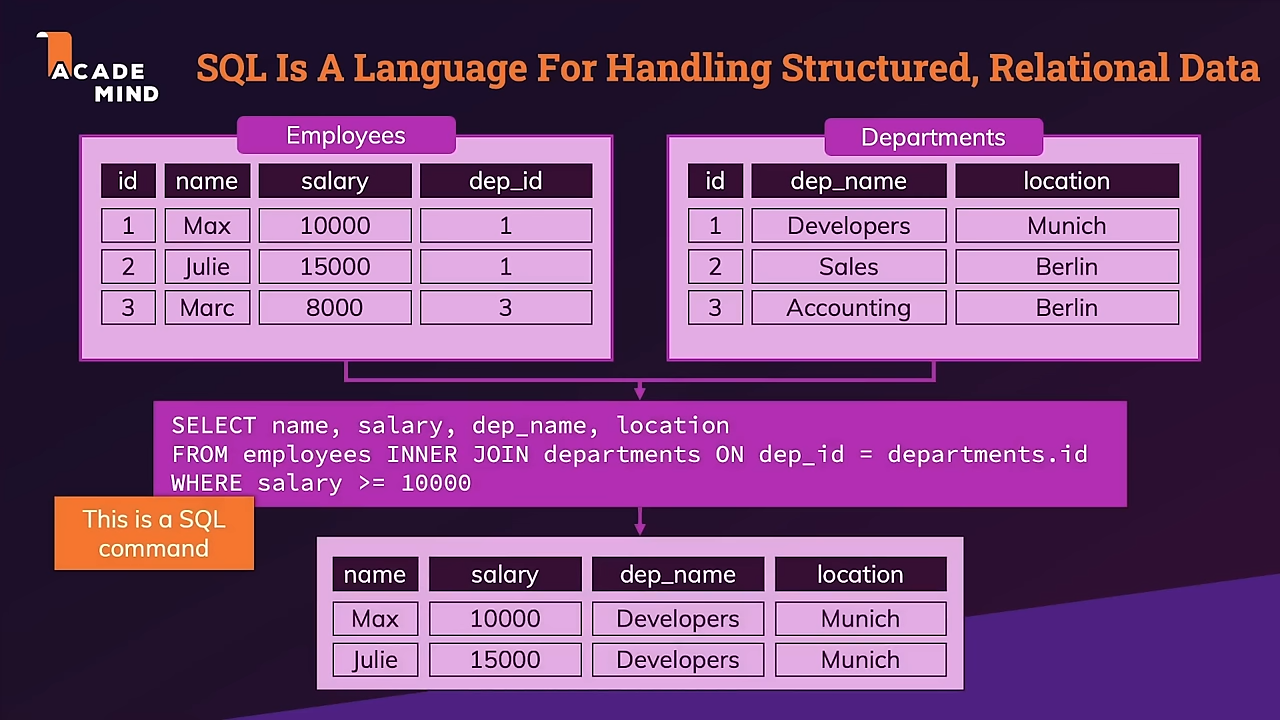 ACADE
MIND
SQL Is A Language For Handling Structured, Relational Data
Employees
id name salary dep_id
1 Max 10000 1
2 Julie 15000 1
3 Marc 8000 3
Departments
id dep_name location
1 Developers Munich
2 Sales Berlin
3 Accounting Berlin
SELECT name, salary, dep_name, location
FROM employees INNER JOIN departments ON dep_id = departments.id
WHERE salary >= 10000
This is a SQL
command
name salary dep_name location
Max 10000 Developers Munich
Julie 15000 Developers Munich